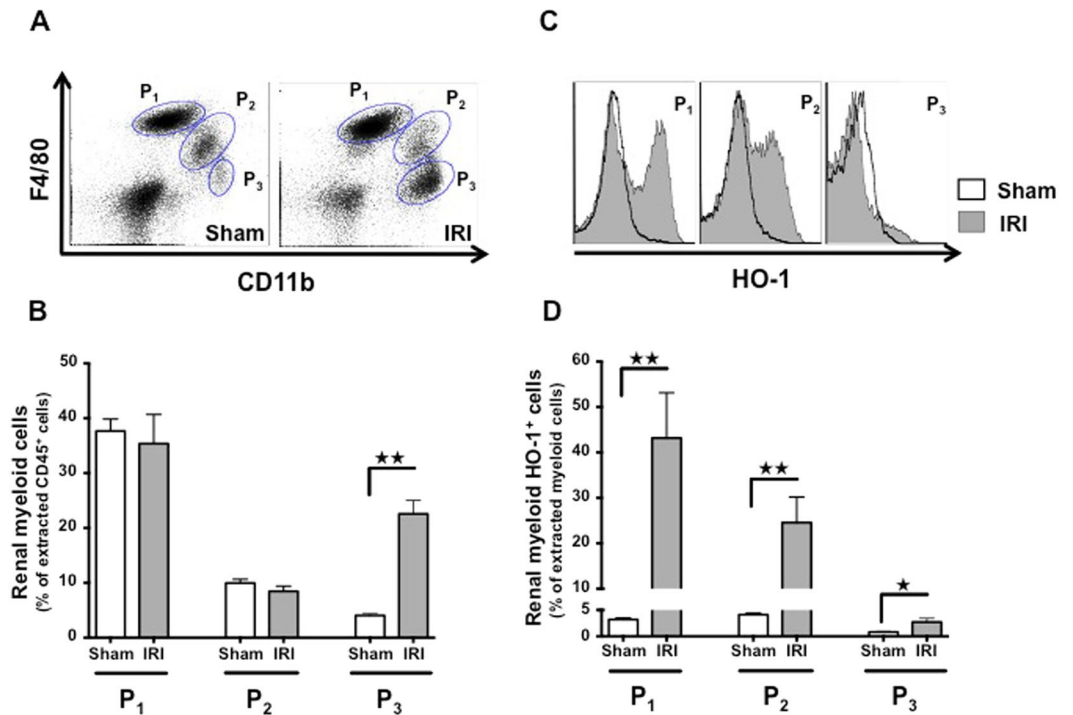 A
P1
P2
P3
Sham
P1
P2
P3
IRI
F4/80
CD11b
C
P1
P2
P3
HO-1
Sham
IRI
B
Renal myeloid cells
(% of extracted CD45+ cells)
50
40
30
20
10
0
★★
Sham IRI Sham IRI Sham IRI
P1 P2 P3
D
Renal myeloid HO-1+ cells
(% of extracted myeloid cells)
60
50
40
30
20
10
5
0
★★
★★
★
Sham IRI Sham IRI Sham IRI
P1 P2 P3